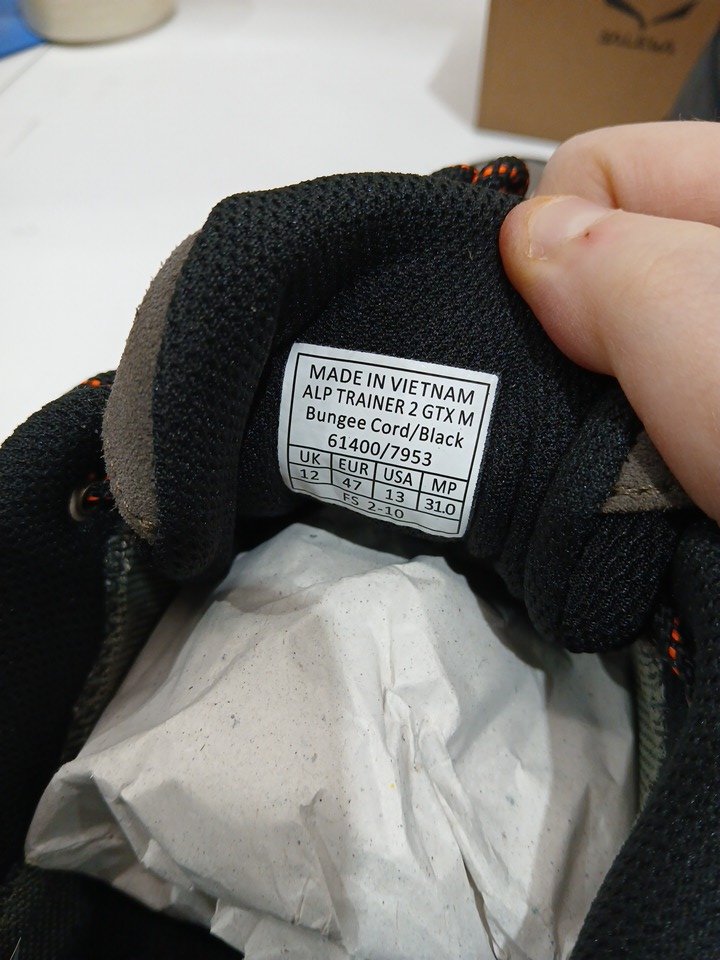 MADE IN VIETNAM
ALP TRAINER 2 GTX M
Bungee Cord/Black
61400/7953
UK EUR USA MP
12 47 13 31.0
FS 2-10